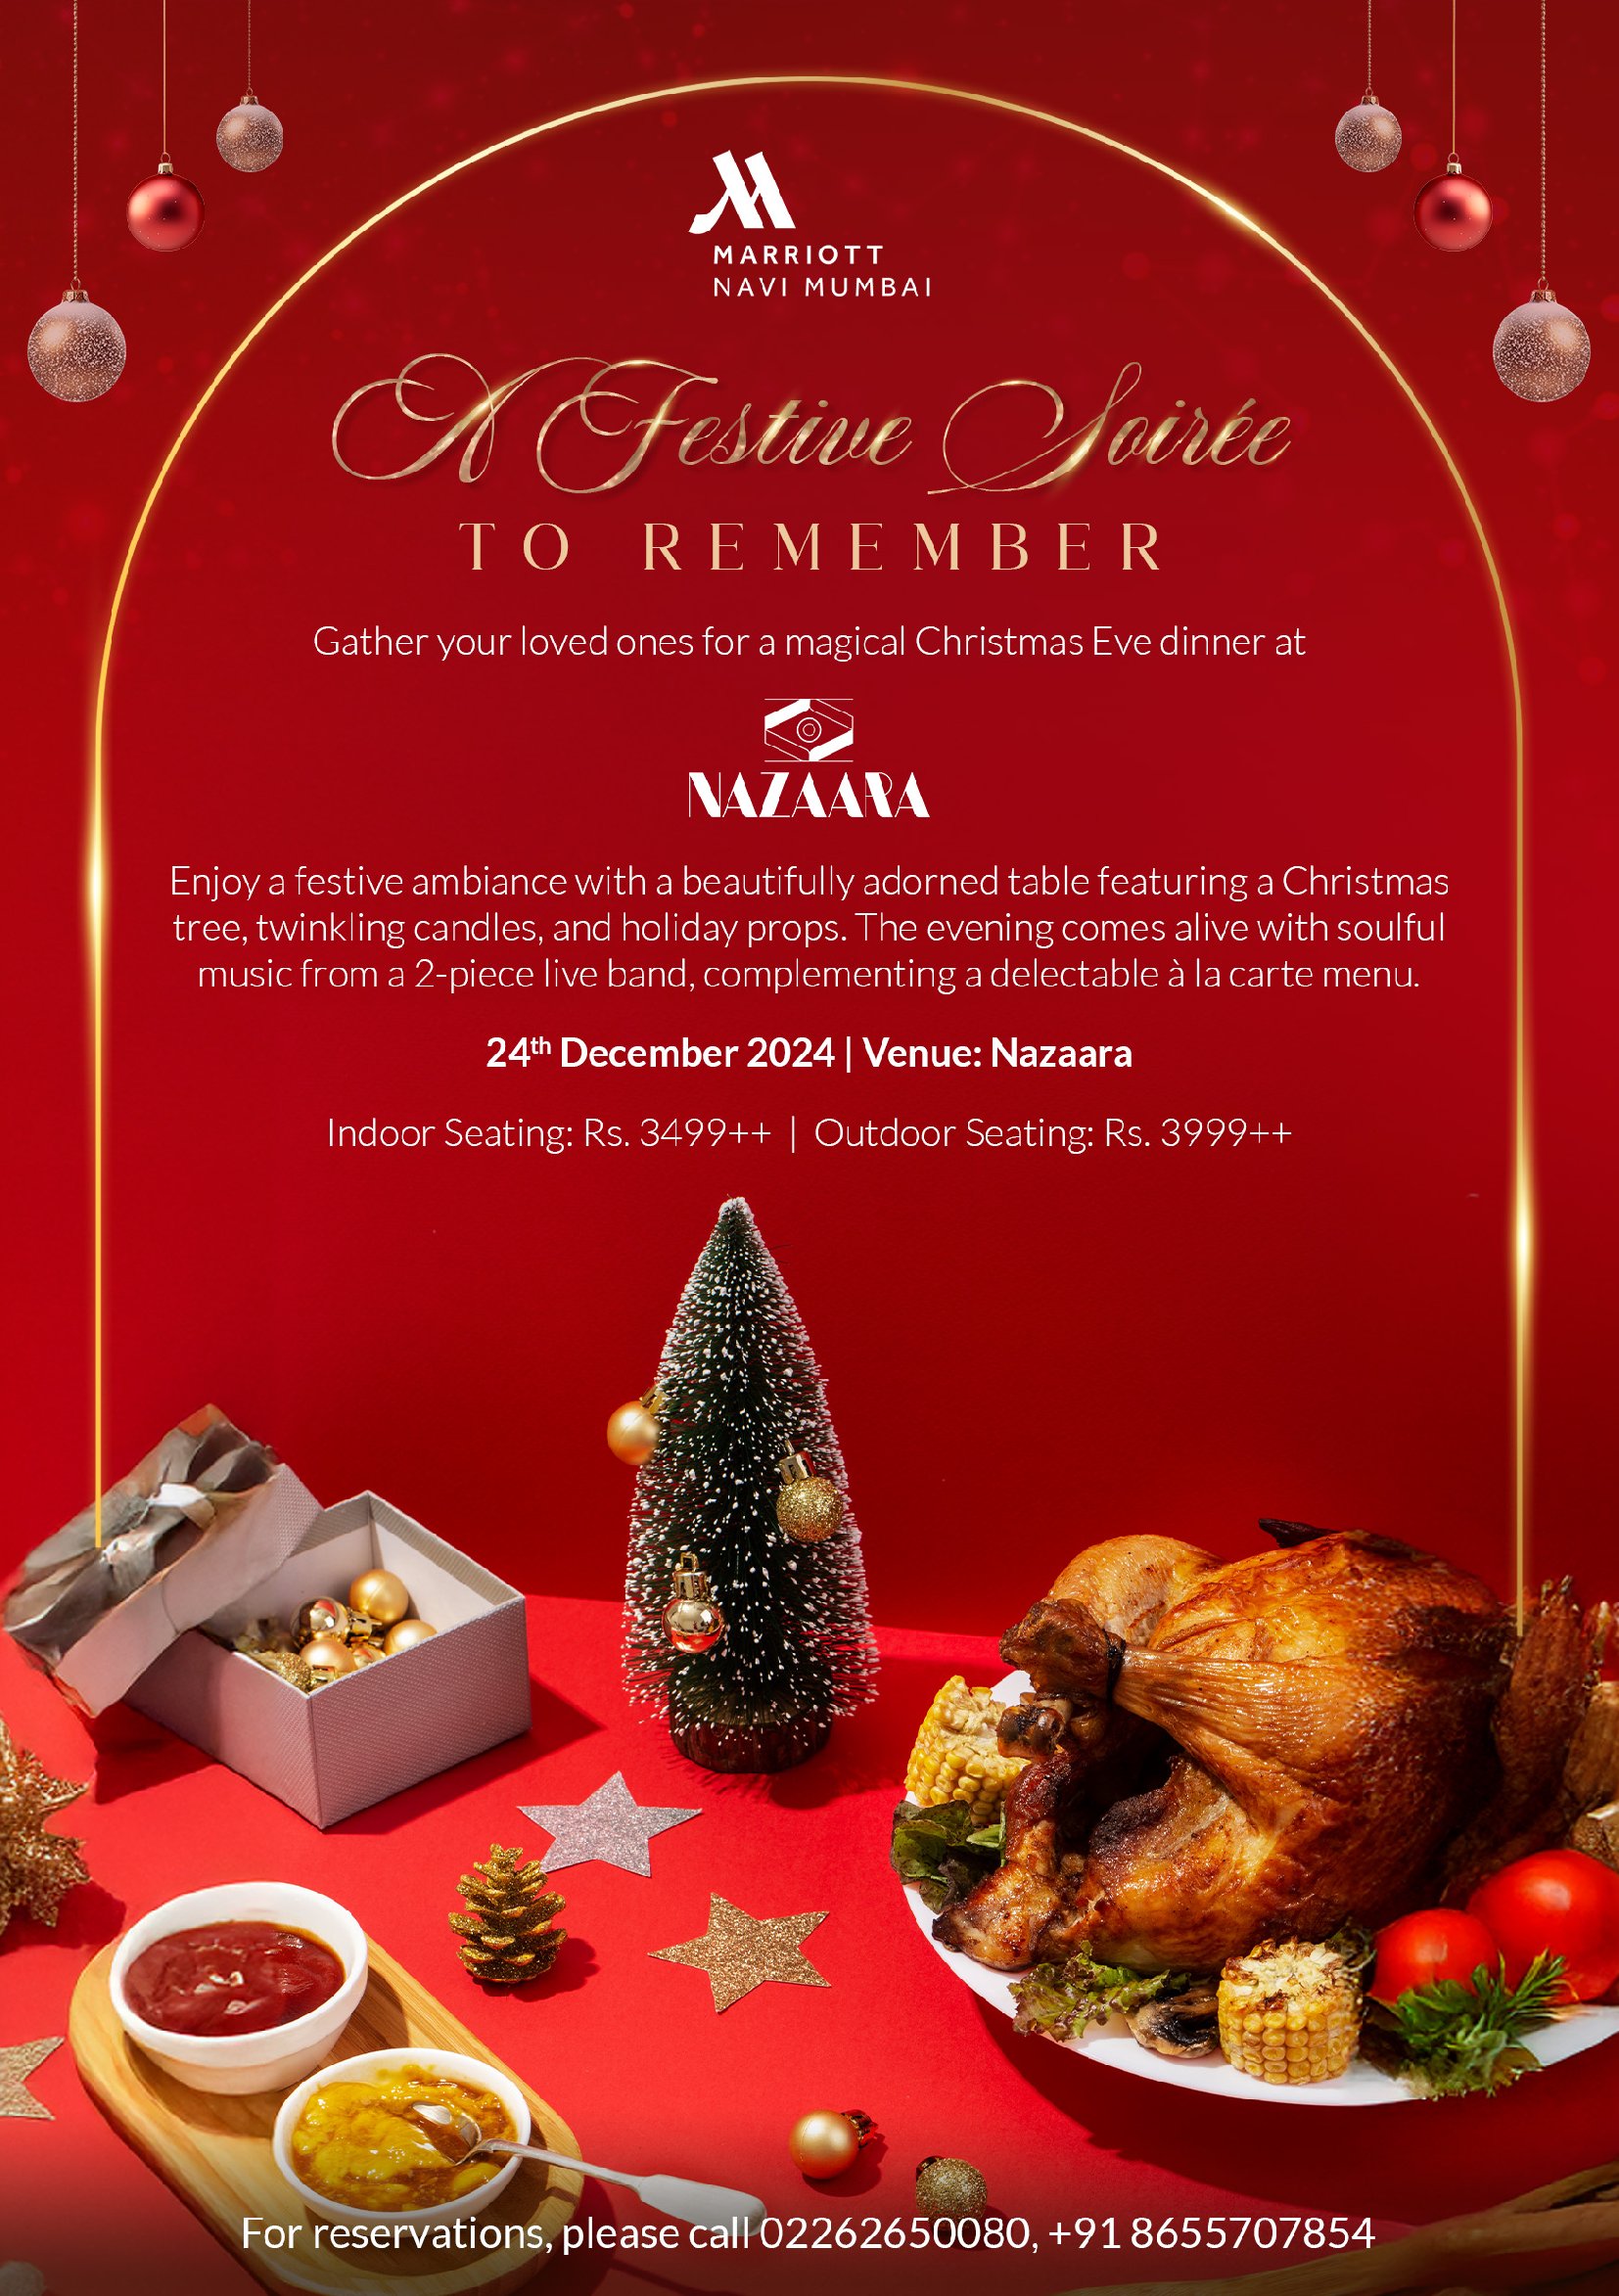 MARRIOTT
NAVI MUMBAI
A Festive Soirée
TO REMEMBER
Gather your loved ones for a magical Christmas Eve dinner at
NAZAARA
Enjoy a festive ambiance with a beautifully adorned table featuring a Christmas
tree, twinkling candles, and holiday props. The evening comes alive with soulful
music from a 2-piece live band, complementing a delectable à la carte menu.
24th December 2024 | Venue: Nazaara
Indoor Seating: Rs. 3499++ | Outdoor Seating: Rs. 3999++
For reservations, please call 02262650080, +91 8655707854